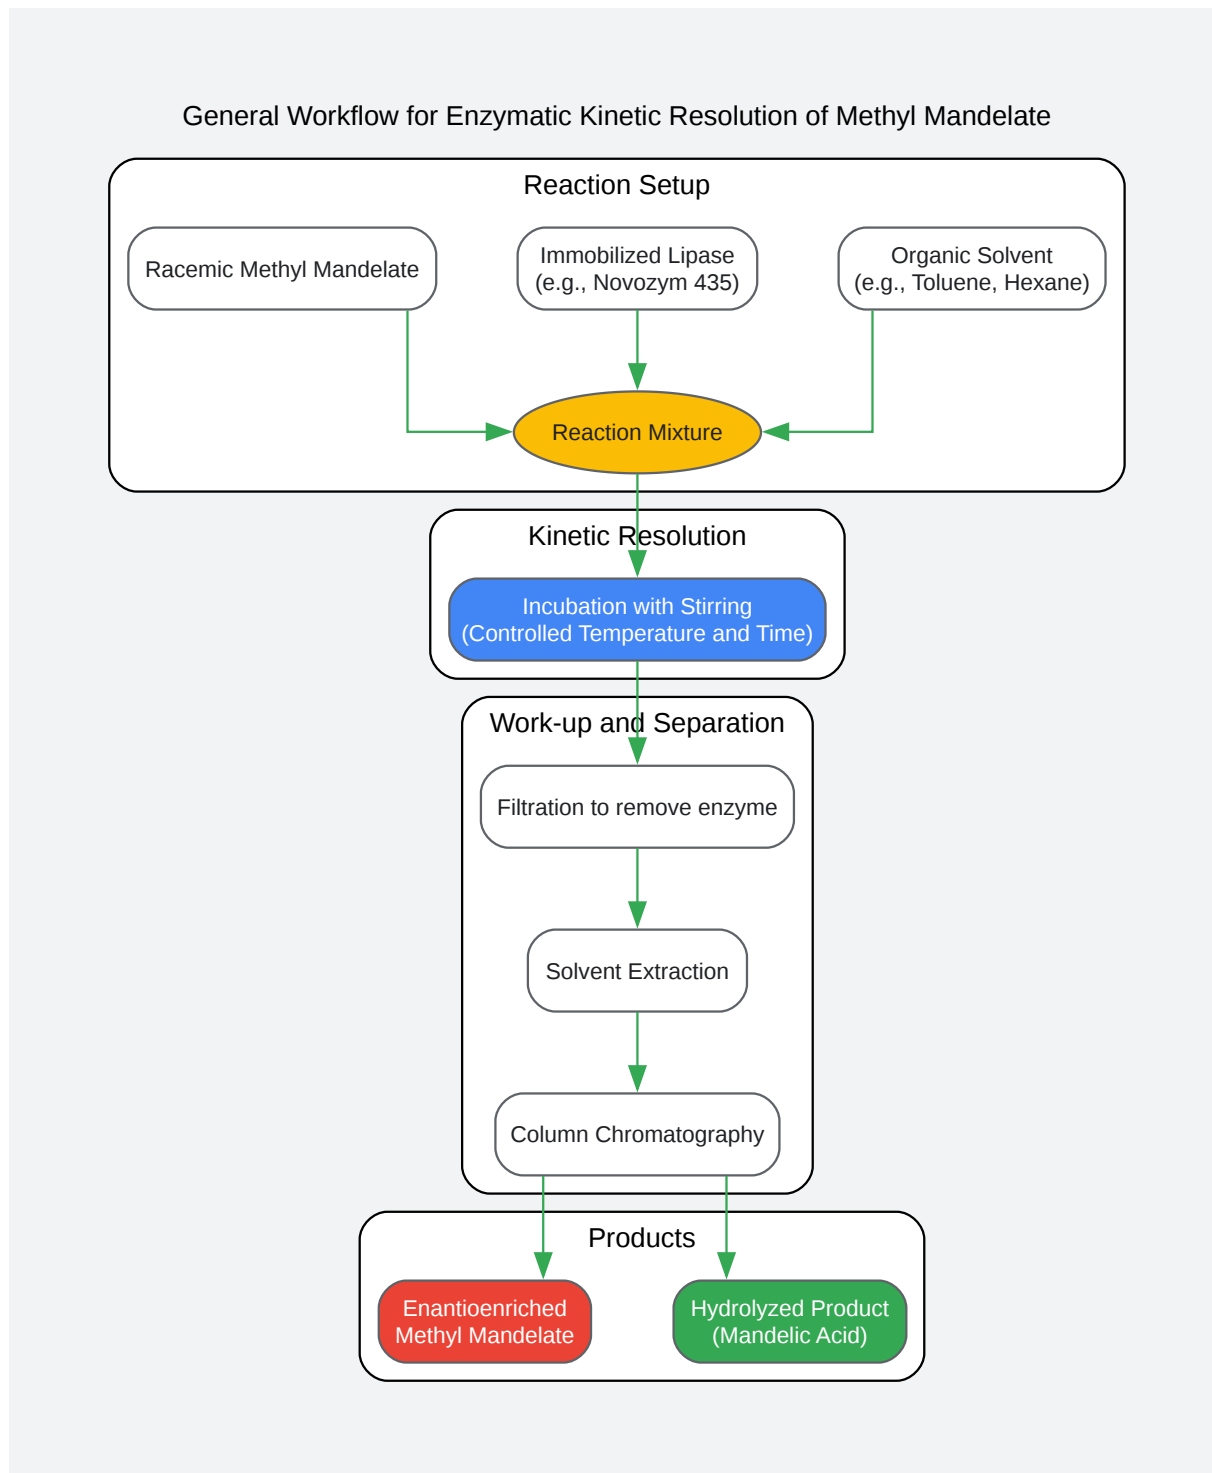 General Workflow for Enzymatic Kinetic Resolution of Methyl Mandelate
Reaction Setup
Racemic Methyl Mandelate
Immobilized Lipase
(e.g., Novozym 435)
Organic Solvent
(e.g., Toluene, Hexane)
Reaction Mixture
Kinetic Resolution
Incubation with Stirring
(Controlled Temperature and Time)
Work-up and Separation
Filtration to remove enzyme
Solvent Extraction
Column Chromatography
Products
Enantioenriched
Methyl Mandelate
Hydrolyzed Product
(Mandelic Acid)